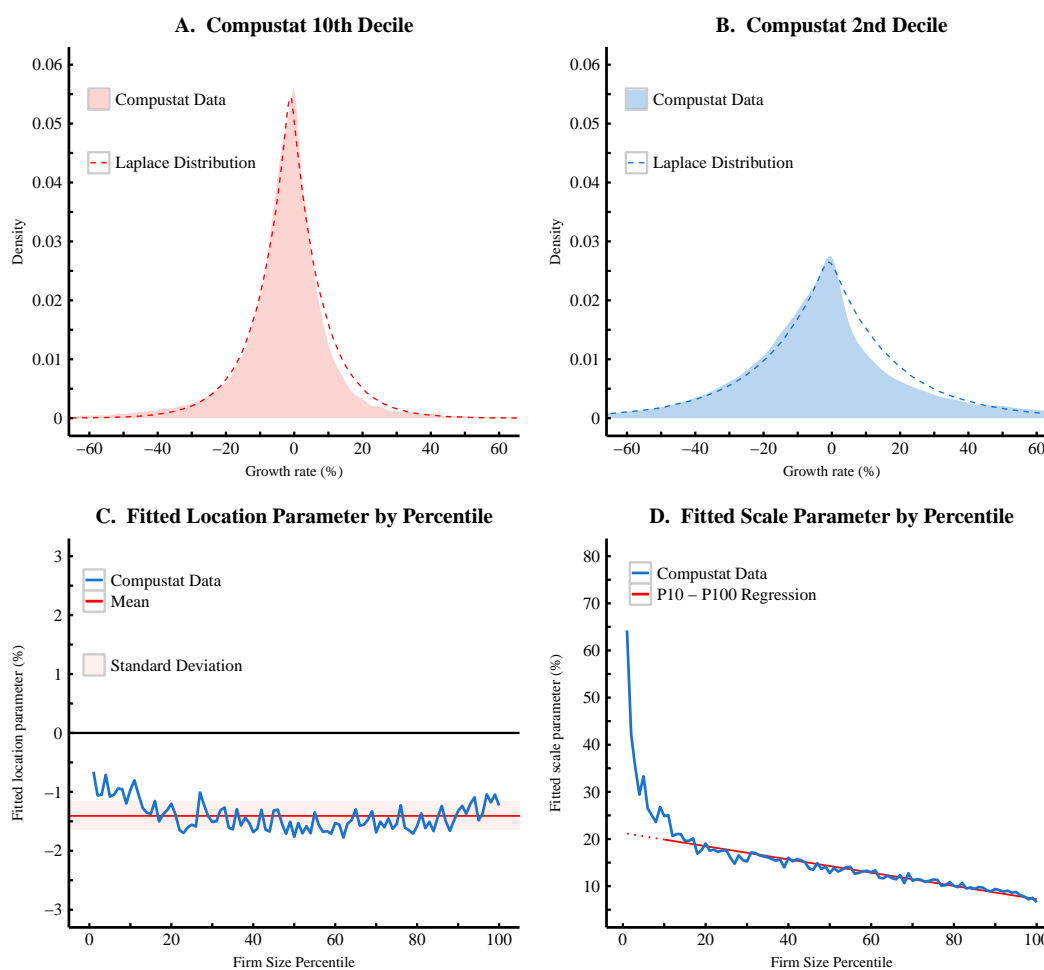 A.  Compustat 10th Decile
0.06
0.05
0.04
0.03
0.02
0.01
0
Density
Compustat Data
Laplace Distribution
−60
−40
−20
0
20
40
60
Growth rate (%)
B.  Compustat 2nd Decile
0.06
0.05
0.04
0.03
0.02
0.01
0
Density
Compustat Data
Laplace Distribution
−60
−40
−20
0
20
40
60
Growth rate (%)
C.  Fitted Location Parameter by Percentile
3
2
1
0
−1
−2
−3
Fitted location parameter (%)
Compustat Data
Mean
Standard Deviation
0
20
40
60
80
100
Firm Size Percentile
D.  Fitted Scale Parameter by Percentile
80
70
60
50
40
30
20
10
Fitted scale parameter (%)
Compustat Data
P10 − P100 Regression
0
20
40
60
80
100
Firm Size Percentile